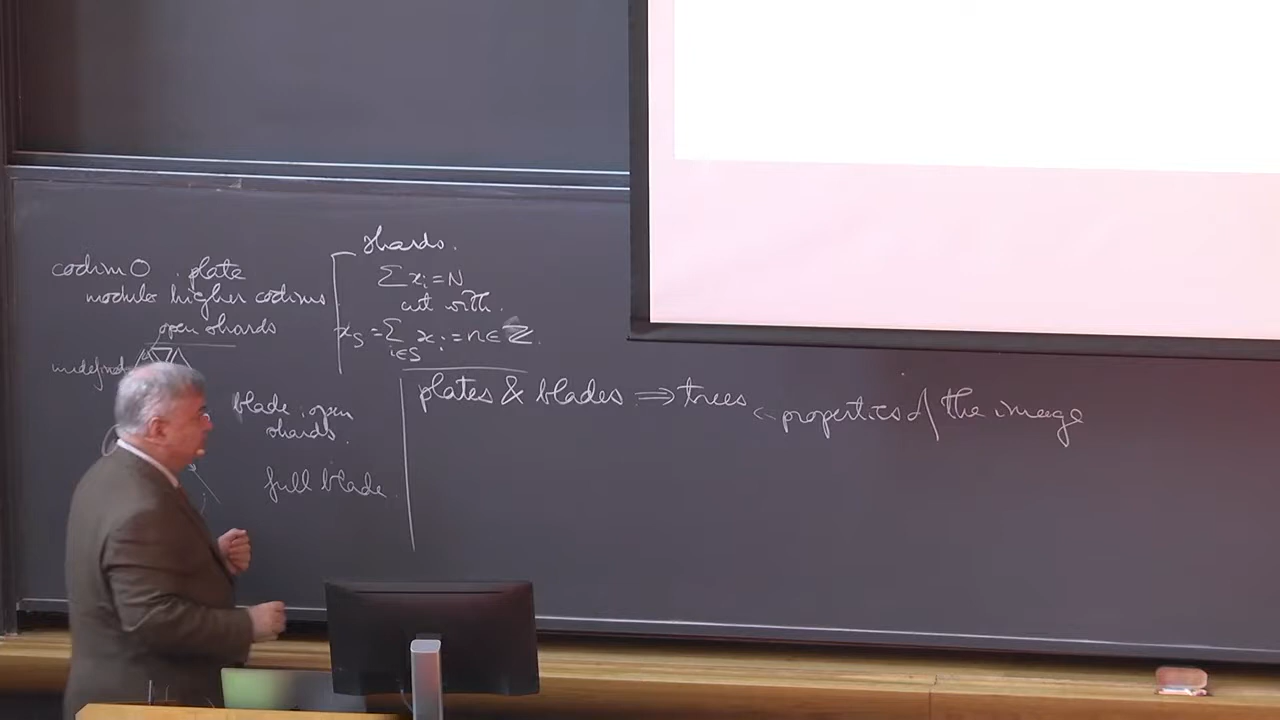 codim 0 plate
modulo higher codims
open shards
blade: open
shards.
full blade.
shards.
∑ xᵢ = N
cut with.
x_S = ∑_{i∈S} xᵢ = n ∈ ℤ.
plates & blades ⟹ trees
properties of the image